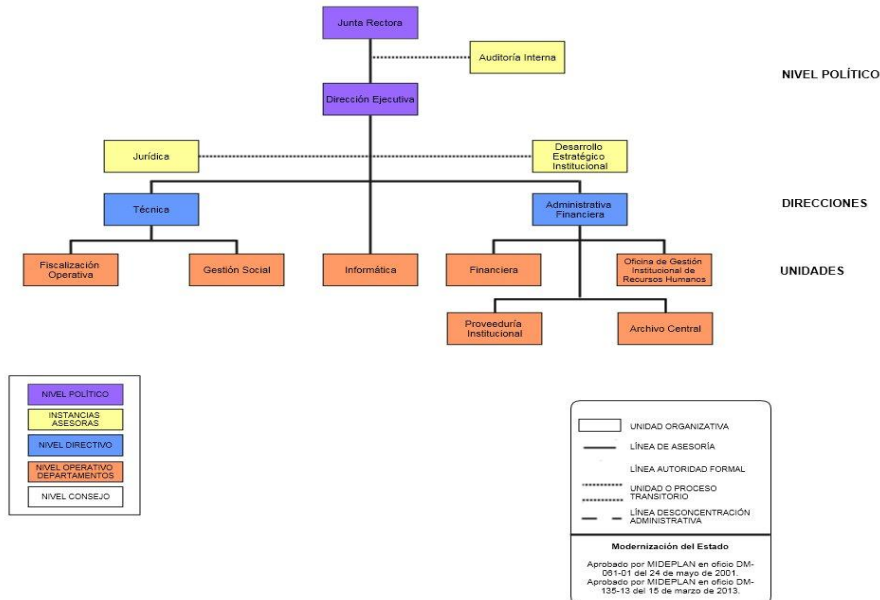 Junta Rectora
Auditoría Interna
NIVEL POLÍTICO
Dirección Ejecutiva
Jurídica
Desarrollo
Estratégico
Institucional
Técnica
Administrativa
Financiera
DIRECCIONES
Fiscalización
Operativa
Gestión Social
Informática
Financiera
Oficina de Gestión
Institucional de
Recursos Humanos
UNIDADES
Proveeduría
Institucional
Archivo Central
NIVEL POLÍTICO
INSTANCIAS
ASESORAS
NIVEL DIRECTIVO
NIVEL OPERATIVO
DEPARTAMENTOS
NIVEL CONSEJO
UNIDAD ORGANIZATIVA
LÍNEA DE ASESORÍA
LÍNEA AUTORIDAD FORMAL
UNIDAD O PROCESO
TRANSITORIO
LÍNEA DESCONCENTRACIÓN
ADMINISTRATIVA
Modernización del Estado
Aprobado por MIDEPLAN en oficio DM-
061-01 del 24 de mayo de 2001.
Aprobado por MIDEPLAN en oficio DM-
135-13 del 15 de marzo de 2013.